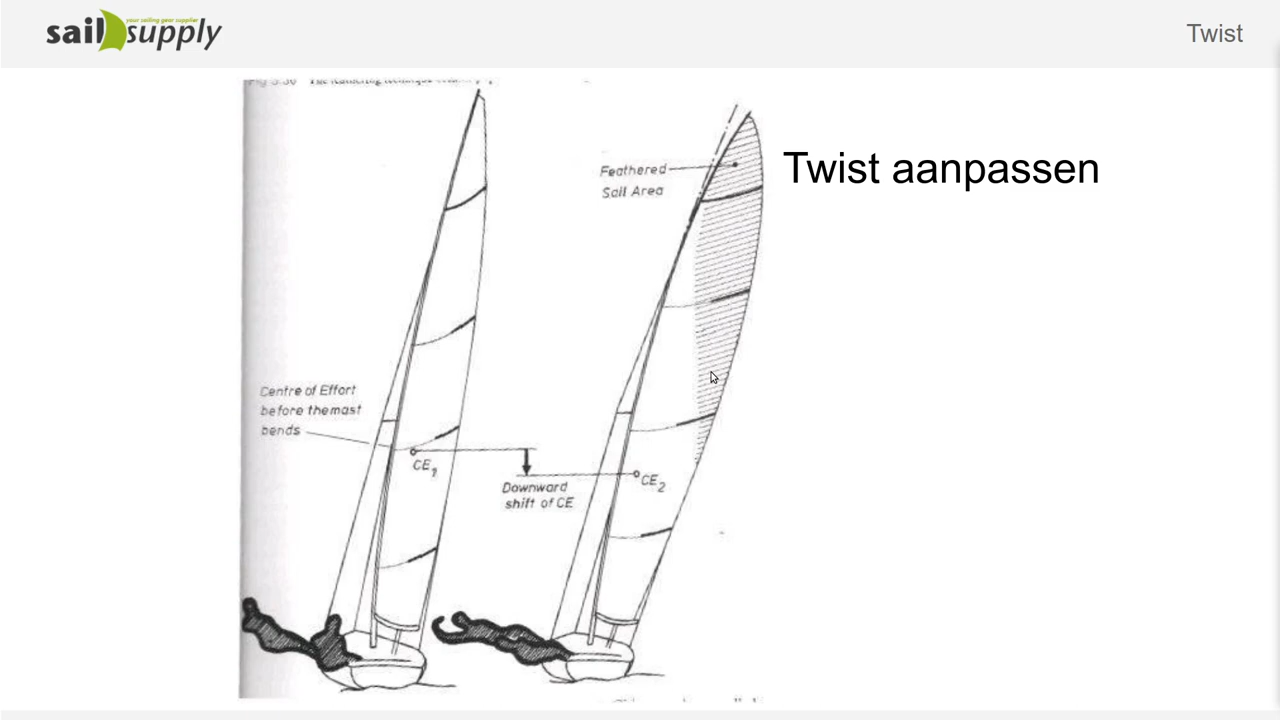 your sailing gear supplier
sail supply
Twist
Twist aanpassen
Feathered
Sail Area
Centre of Effort
before the mast
bends
CE1
Downward
shift of CE
CE2